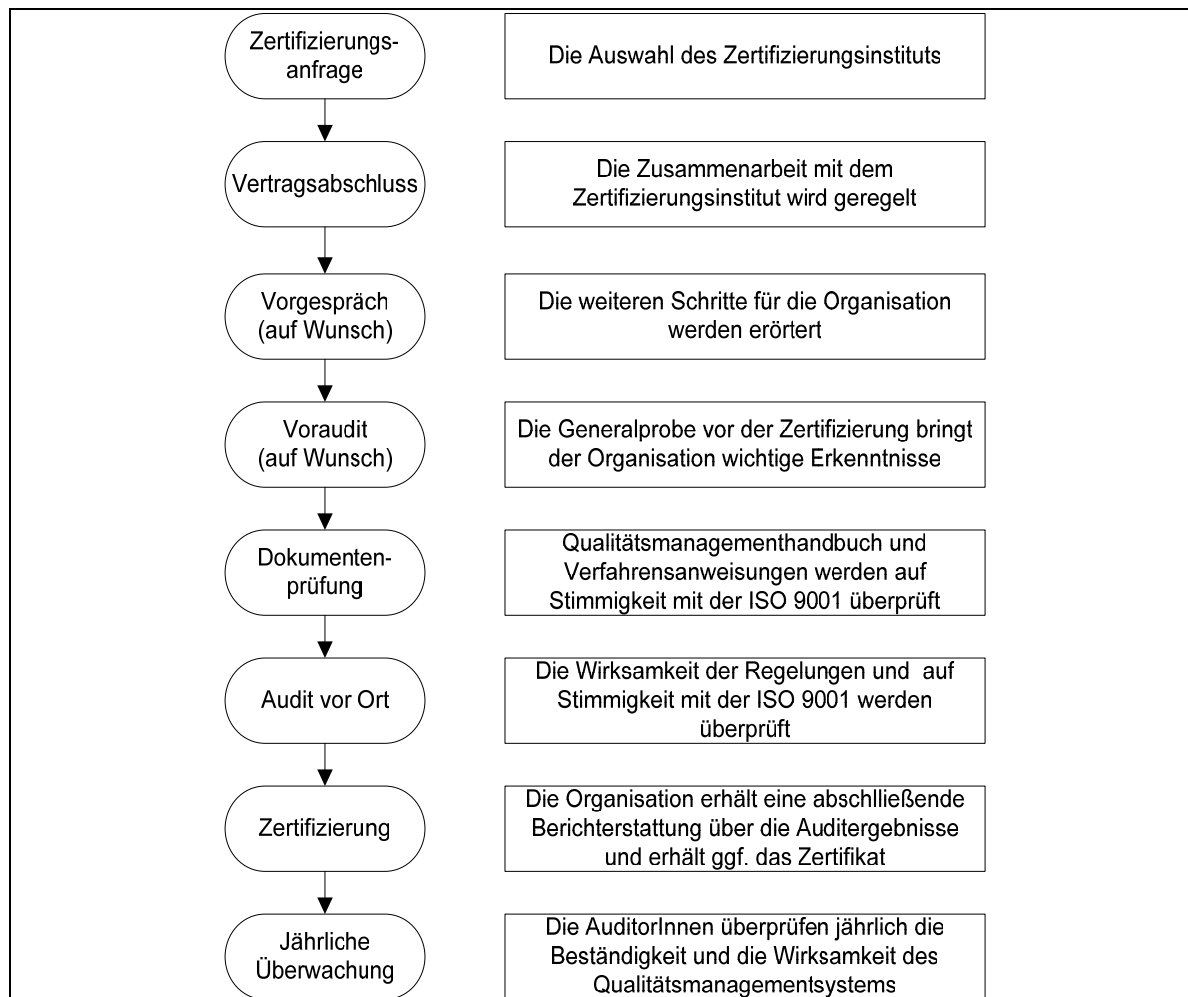 Zertifizierungs-
anfrage
Die Auswahl des Zertifizierungsinstituts
Vertragsabschluss
Die Zusammenarbeit mit dem
Zertifizierungsinstitut wird geregelt
Vorgespräch
(auf Wunsch)
Die weiteren Schritte für die Organisation
werden erörtert
Voraudit
(auf Wunsch)
Die Generalprobe vor der Zertifizierung bringt
der Organisation wichtige Erkenntnisse
Dokumenten-
prüfung
Qualitätsmanagementhandbuch und
Verfahrensanweisungen werden auf
Stimmigkeit mit der ISO 9001 überprüft
Audit vor Ort
Die Wirksamkeit der Regelungen und  auf
Stimmigkeit mit der ISO 9001 werden
überprüft
Zertifizierung
Die Organisation erhält eine abschlließende
Berichterstattung über die Auditergebnisse
und erhält ggf. das Zertifikat
Jährliche
Überwachung
Die AuditorInnen überprüfen jährlich die
Beständigkeit und die Wirksamkeit des
Qualitätsmanagementsystems